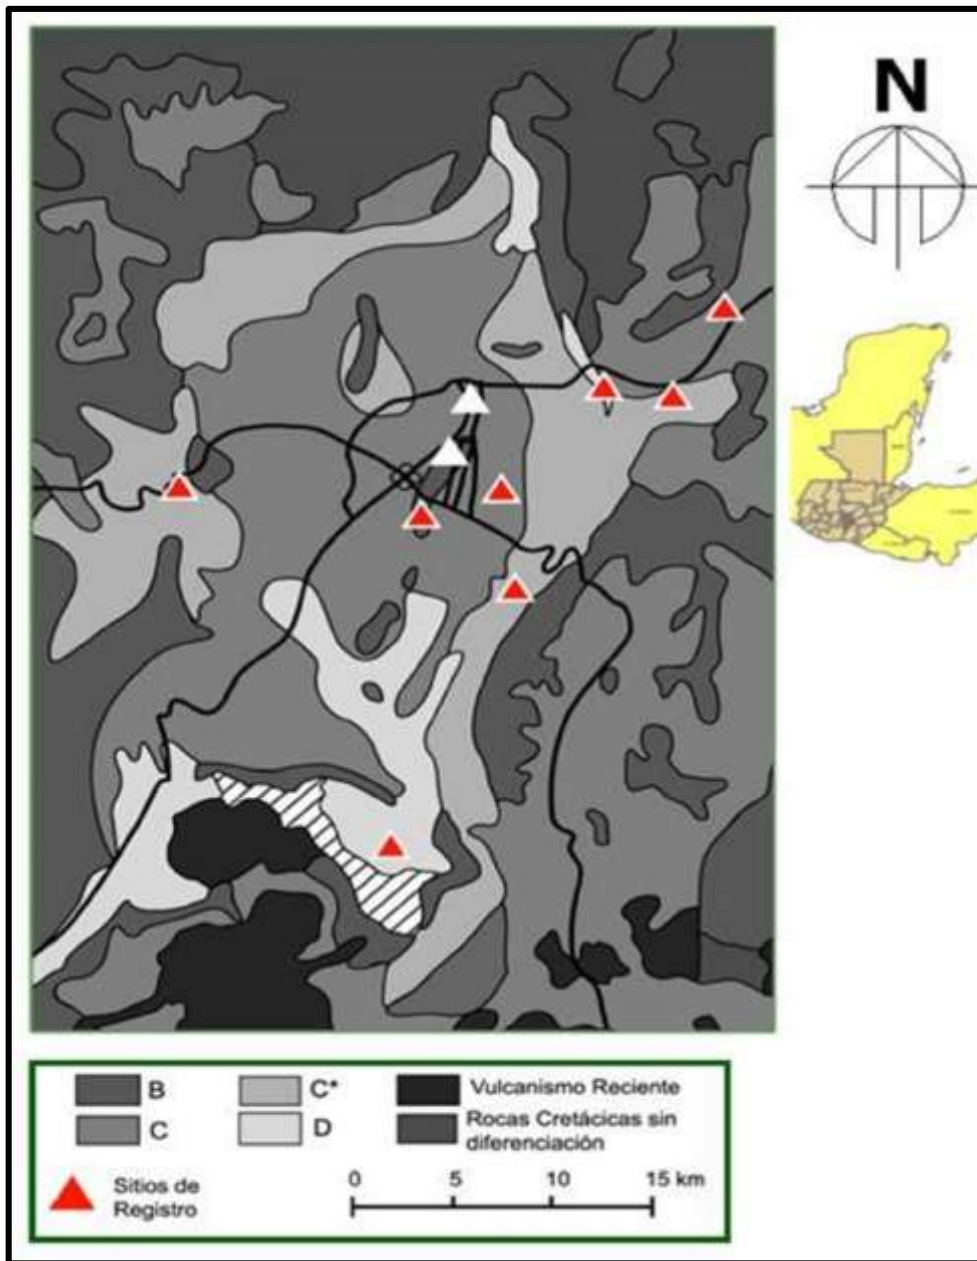 N
B
C
C*
D
Vulcanismo Reciente
Rocas Cretácicas sin
diferenciación
Sitios de
Registro
0 5 10 15 km